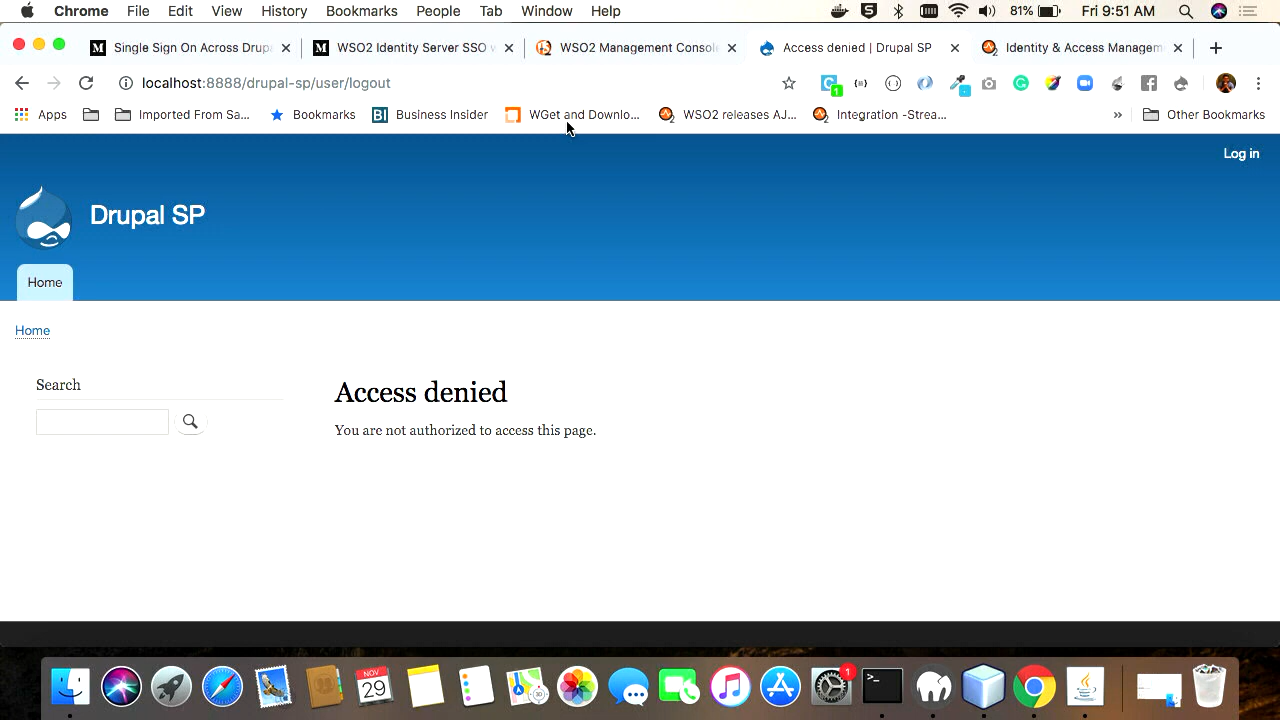 Chrome File Edit View History Bookmarks People Tab Window Help 81% Fri 9:51 AM
Single Sign On Across Drupa
WSO2 Identity Server SSO w
WSO2 Management Consol
Access denied | Drupal SP
Identity & Access Managem
localhost:8888/drupal-sp/user/logout
Apps Imported From Sa... Bookmarks BI Business Insider WGet and Downlo... WSO2 releases AJ... Integration -Strea... » Other Bookmarks
Log in
Drupal SP
Home
Home
Search
Access denied
You are not authorized to access this page.
NOV
29
1